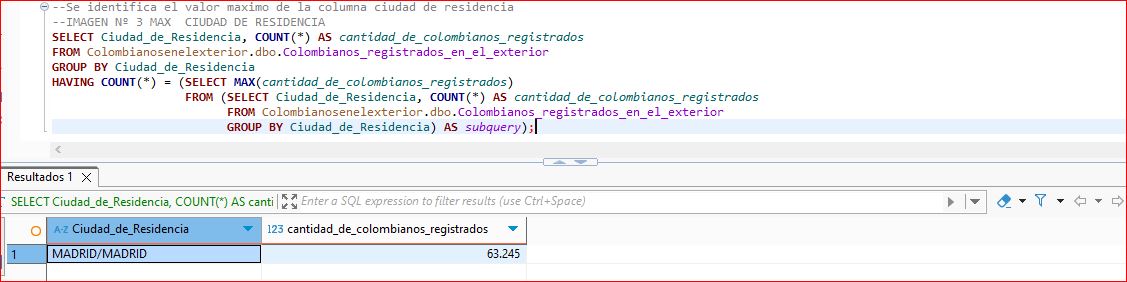 --Se identifica el valor maximo de la columna ciudad de residencia
--IMAGEN Nº 3 MAX  CIUDAD DE RESIDENCIA
SELECT Ciudad_de_Residencia, COUNT(*) AS cantidad_de_colombianos_registrados
FROM Colombianosenelexterior.dbo.Colombianos_registrados_en_el_exterior
GROUP BY Ciudad_de_Residencia
HAVING COUNT(*) = (SELECT MAX(cantidad_de_colombianos_registrados)
FROM (SELECT Ciudad_de_Residencia, COUNT(*) AS cantidad_de_colombianos_registrados
FROM Colombianosenelexterior.dbo.Colombianos_registrados_en_el_exterior
GROUP BY Ciudad_de_Residencia) AS subquery);
Resultados 1
SELECT Ciudad_de_Residencia, COUNT(*) AS canti Enter a SQL expression to filter results (use Ctrl+Space)
A-Z Ciudad_de_Residencia 123 cantidad_de_colombianos_registrados
1 MADRID/MADRID 63.245